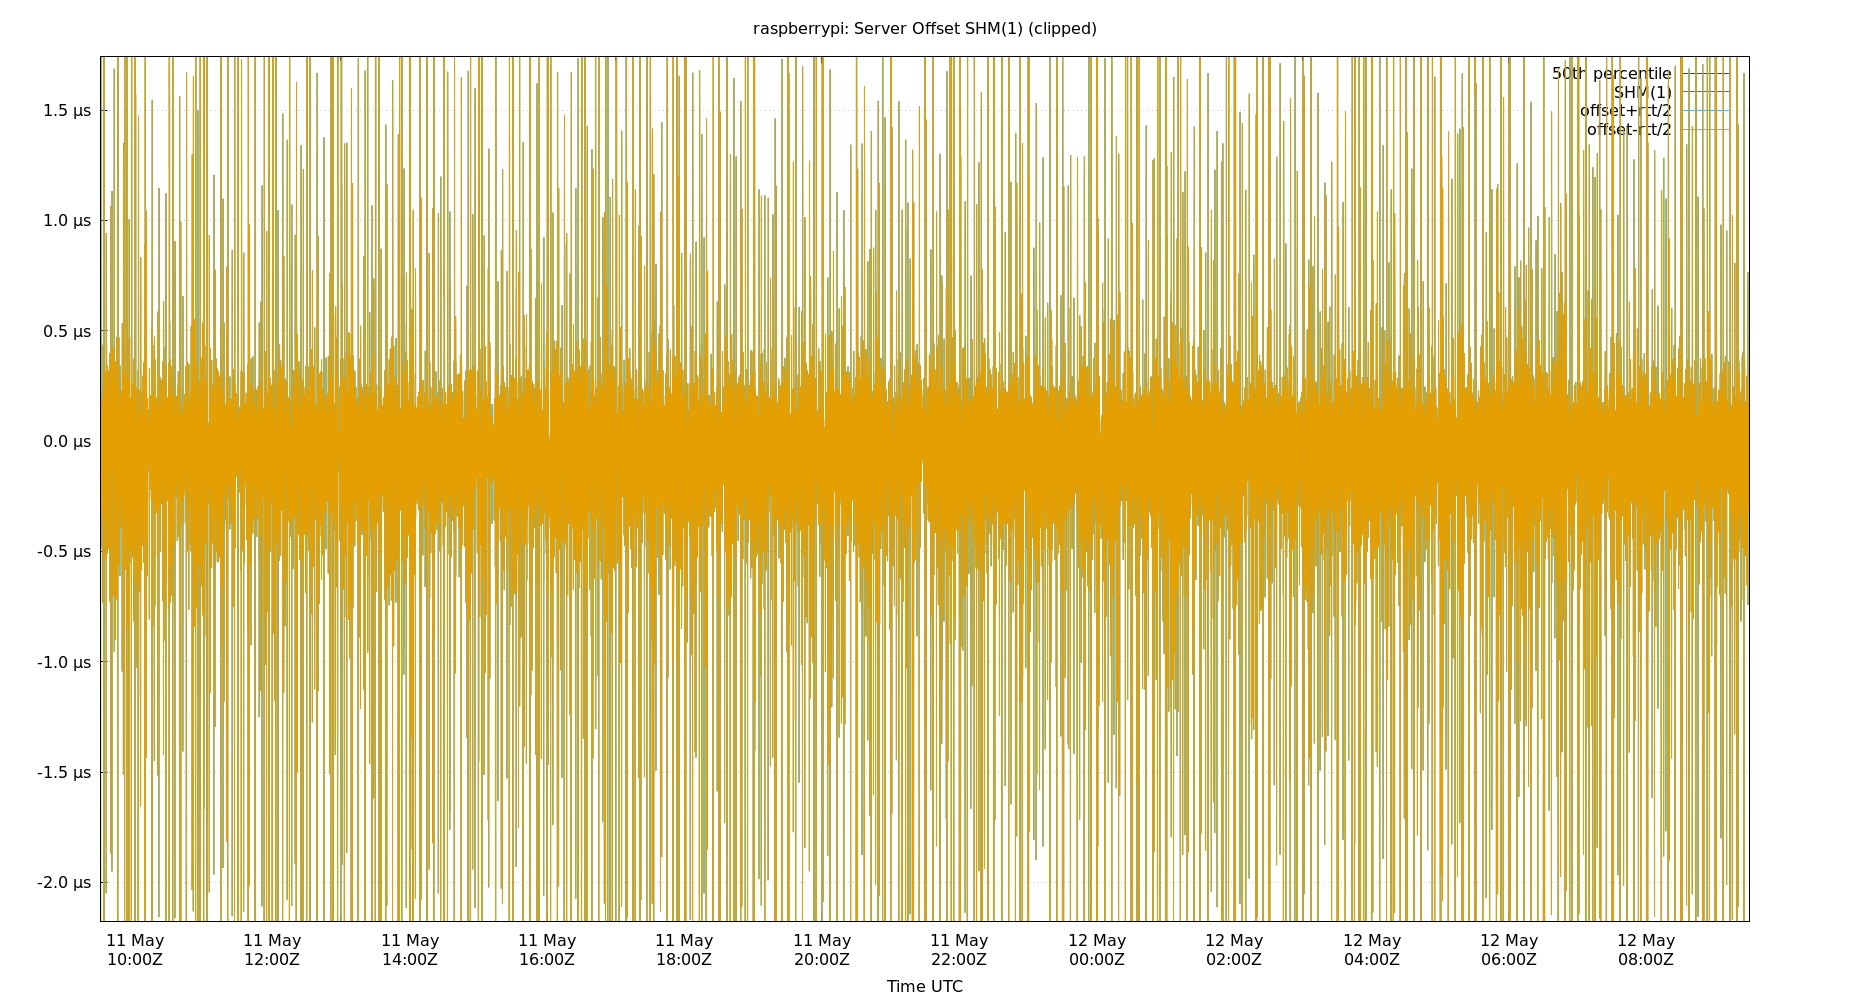 raspberrypi: Server Offset SHM(1) (clipped)
50th percentile
SHM(1)
offset+rtt/2
offset-rtt/2
1.5 µs
1.0 µs
0.5 µs
0.0 µs
-0.5 µs
-1.0 µs
-1.5 µs
-2.0 µs
11 May 11 May 11 May 11 May 11 May 11 May 11 May 12 May 12 May 12 May 12 May 12 May
10:00Z 12:00Z 14:00Z 16:00Z 18:00Z 20:00Z 22:00Z 00:00Z 02:00Z 04:00Z 06:00Z 08:00Z
Time UTC